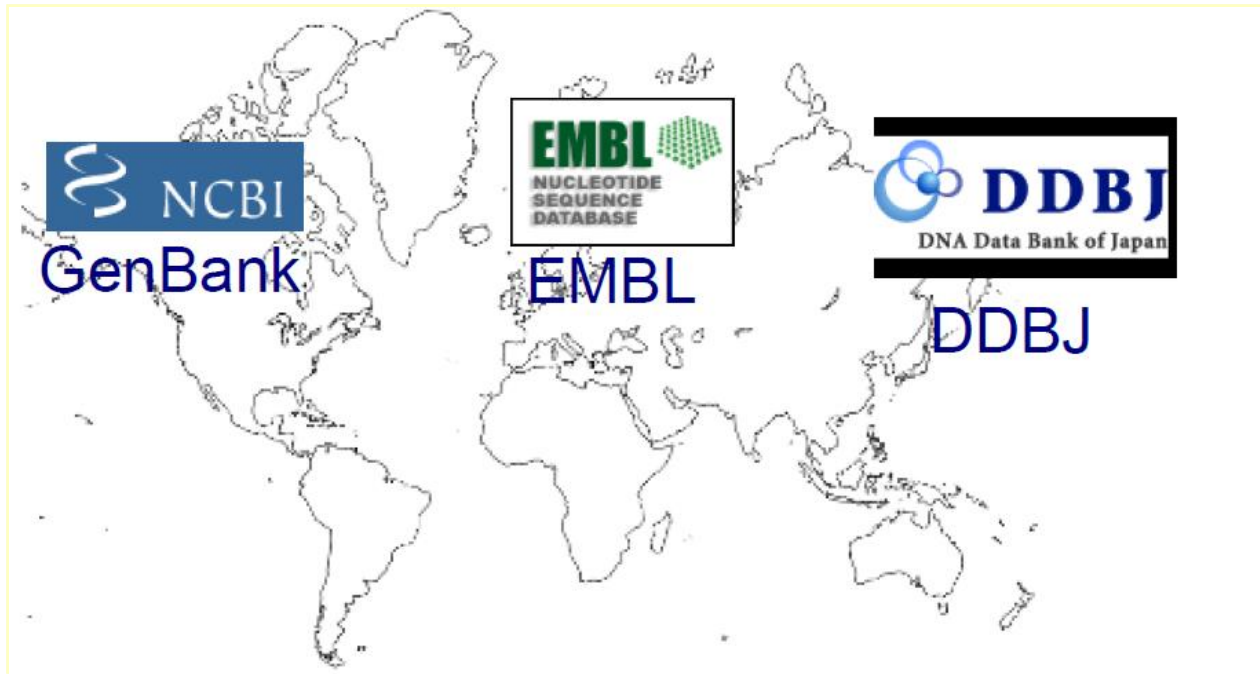 NCBI
GenBank
EMBL
NUCLEOTIDE
SEQUENCE
DATABASE
EMBL
DDBJ
DNA Data Bank of Japan
DDBJ